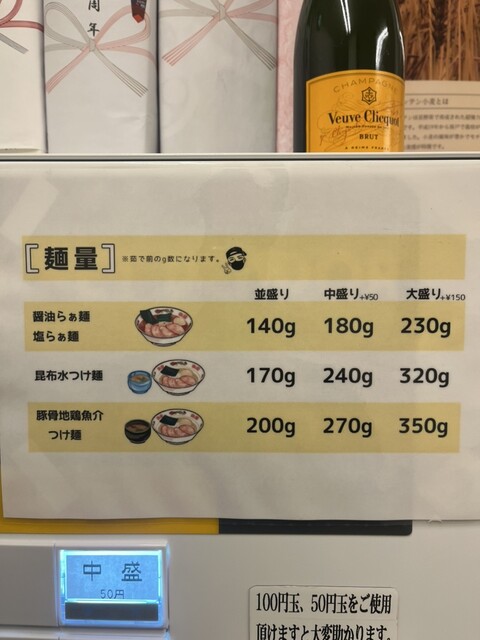 周年
CHAMPAGNE
Veuve Clicquot
BRUT
[麺量] ※茹で前のg数になります。
並盛り 中盛り+¥50 大盛り+¥150
醤油らぁ麺
塩らぁ麺
140g 180g 230g
昆布水つけ麺 170g 240g 320g
豚骨地鶏魚介
つけ麺
200g 270g 350g
中盛
50円
100円玉、50円玉をご使用
頂けますと大変助かります。